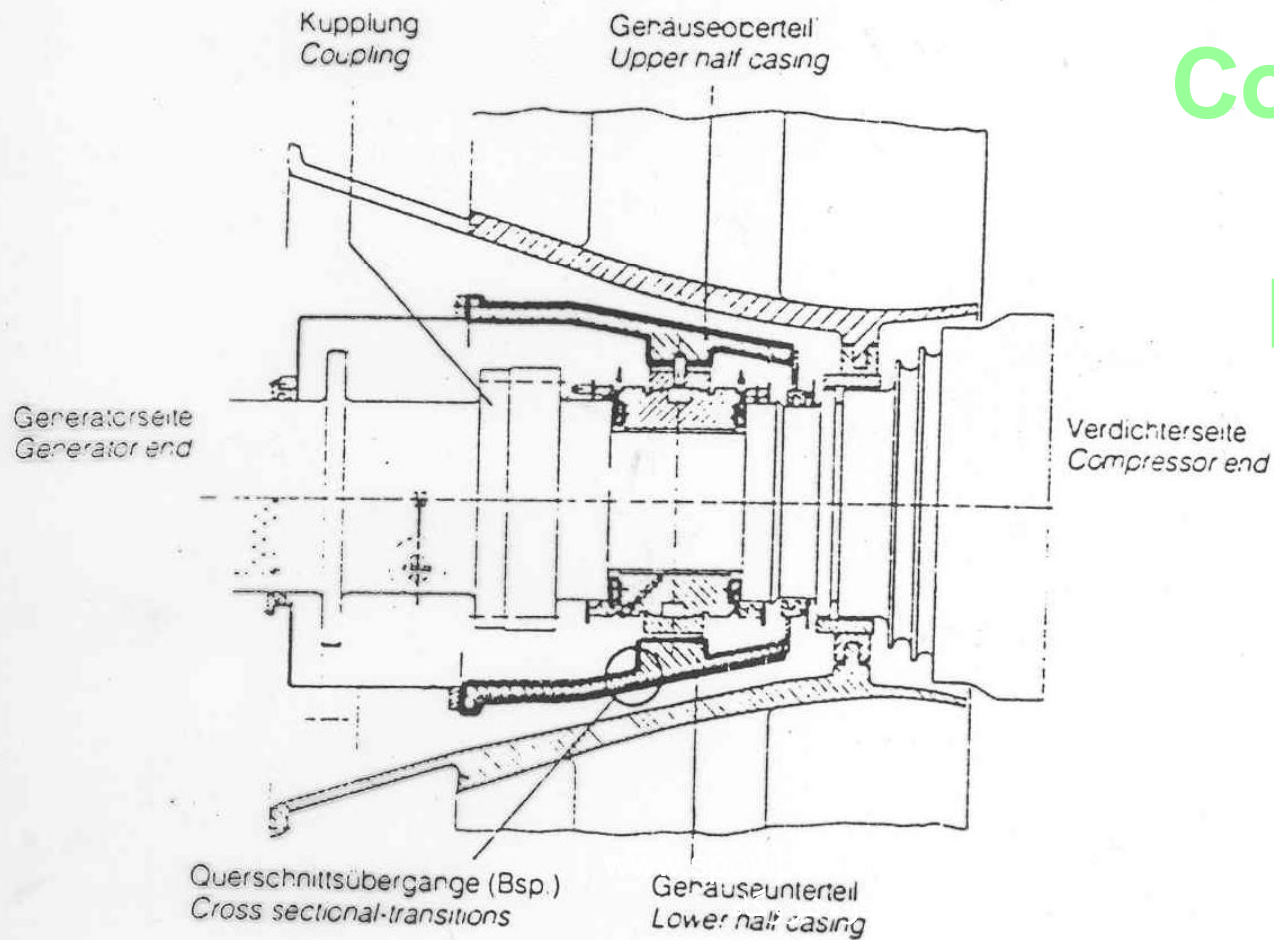 Kupplung
Coupling
Gehäuseoberteil
Upper half casing
Co
Generatorseite
Generator end
Verdichterseite
Compressor end
Querschnittsübergange (Bsp.)
Cross sectional-transitions
Gehäuseunterteil
Lower half casing